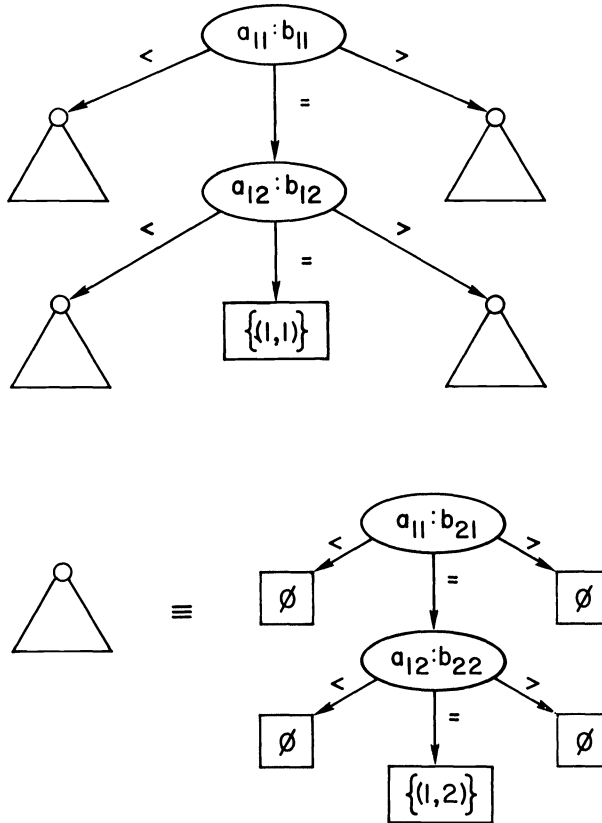 a₁₁:b₁₁
< = >
a₁₂:b₁₂
< = >
{(1,1)}
≡
a₁₁:b₂₁
< = >
∅ ∅
a₁₂:b₂₂
< = >
∅ ∅
{(1,2)}